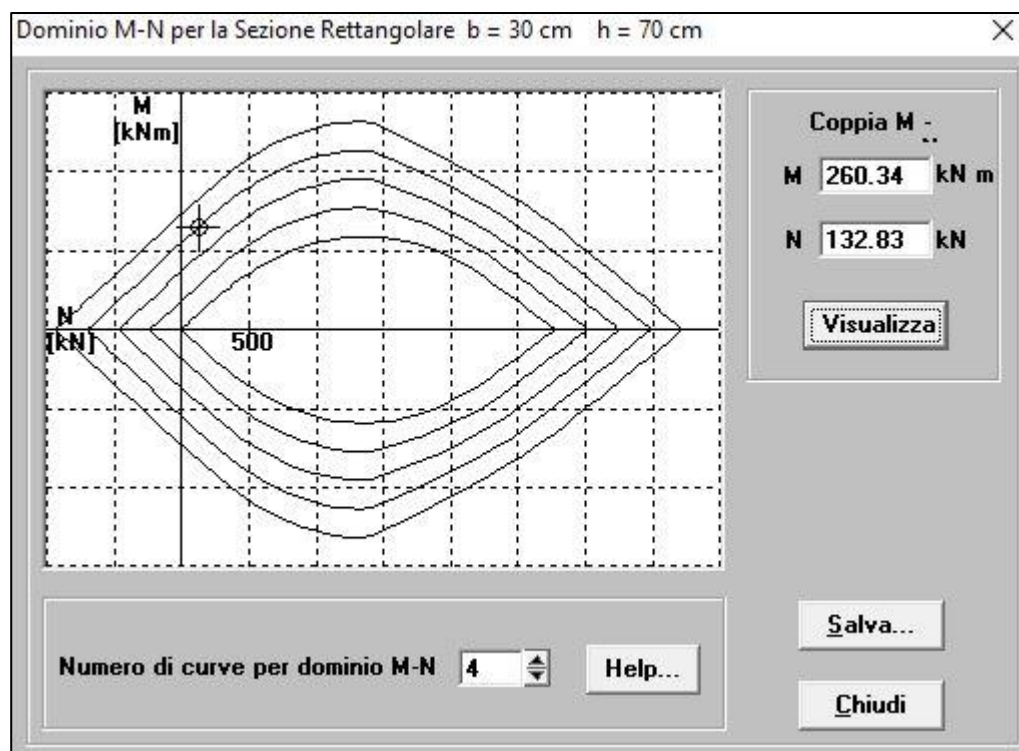 Dominio M-N per la Sezione Rettangolare b = 30 cm h = 70 cm
M
[kNm]
N
[kN]
500
Coppia M -
M 260.34 kN m
N 132.83 kN
Visualizza
Numero di curve per dominio M-N 4 Help...
Salva...
Chiudi